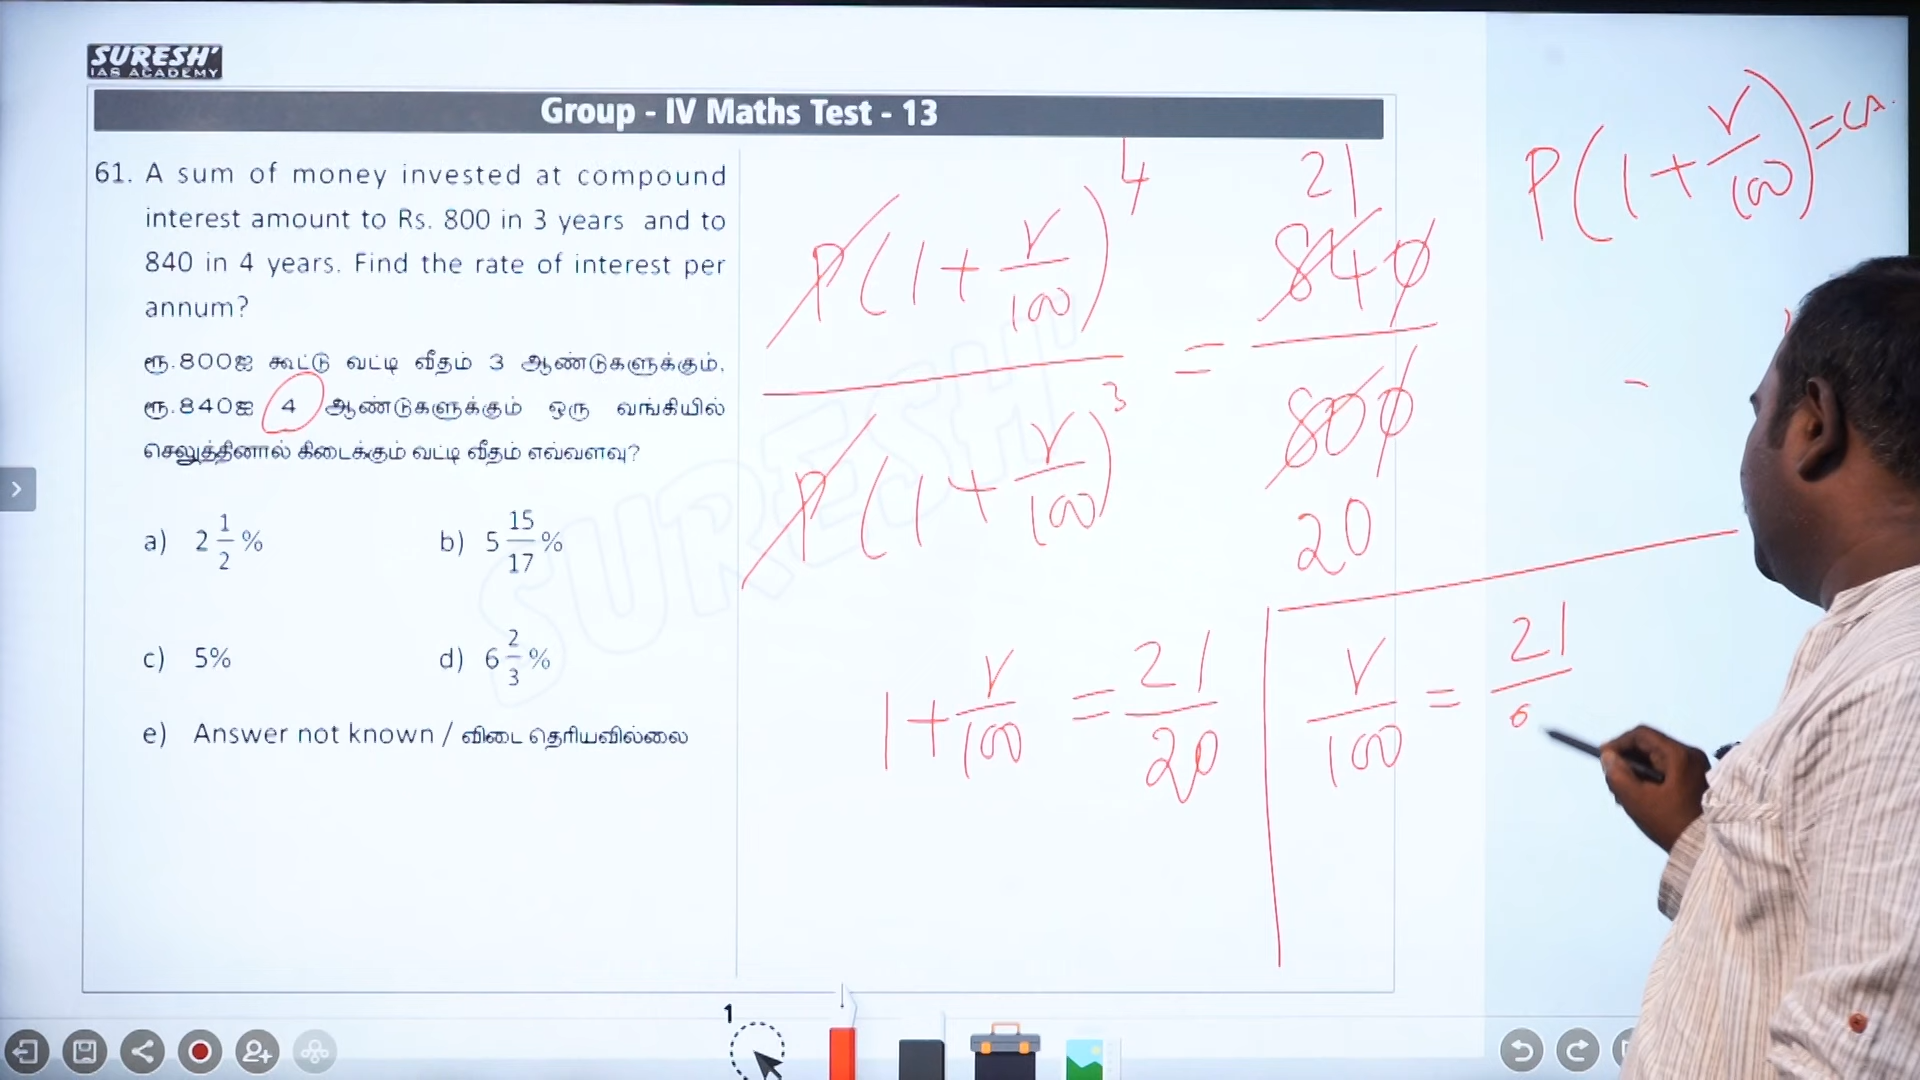 SURESH'
IAS ACADEMY
Group - IV Maths Test - 13
61. A sum of money invested at compound
interest amount to Rs. 800 in 3 years and to
840 in 4 years. Find the rate of interest per
annum?
ரூ.800ஐ கூட்டு வட்டி வீதம் 3 ஆண்டுகளுக்கும்,
ரூ.840ஐ 4 ஆண்டுகளுக்கும் ஒரு வங்கியில்
செலுத்தினால் கிடைக்கும் வட்டி வீதம் எவ்வளவு?
a) 2 1/2 %
b) 5 15/17 %
c) 5%
d) 6 2/3 %
e) Answer not known / விடை தெரியவில்லை
SURESH'
P(1 + r/100)^4
P(1 + r/100)^3
=
21
840
800
20
1 + r/100 = 21/20
r/100 = 21
P(1 + r/100) = CA.
1